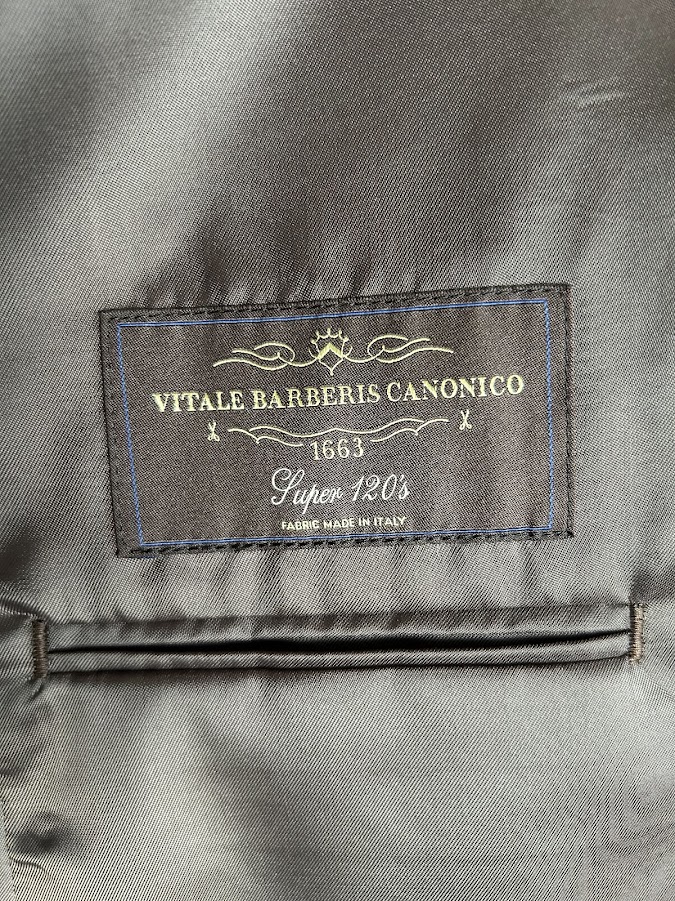 VITALE BARBERIS CANONICO
1663
Super 120's
FABRIC MADE IN ITALY